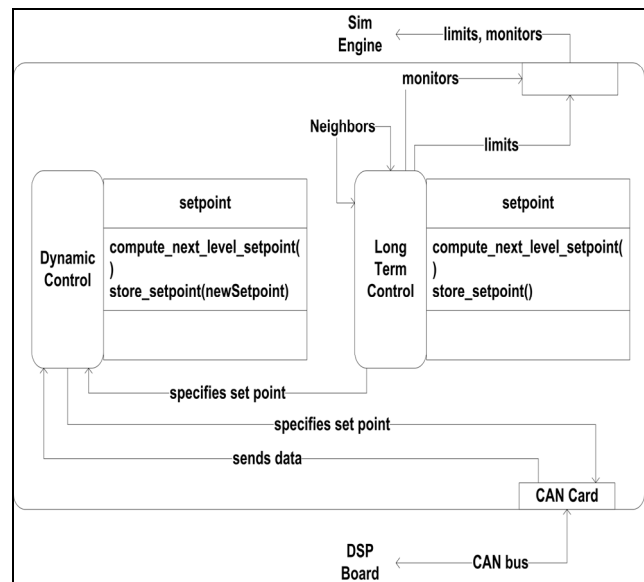 Sim
Engine
limits, monitors
monitors
Neighbors
limits
setpoint
compute_next_level_setpoint(
)
store_setpoint(newSetpoint)
Dynamic
Control
setpoint
compute_next_level_setpoint(
)
store_setpoint()
Long
Term
Control
specifies set point
specifies set point
sends data
CAN Card
DSP
Board
CAN bus